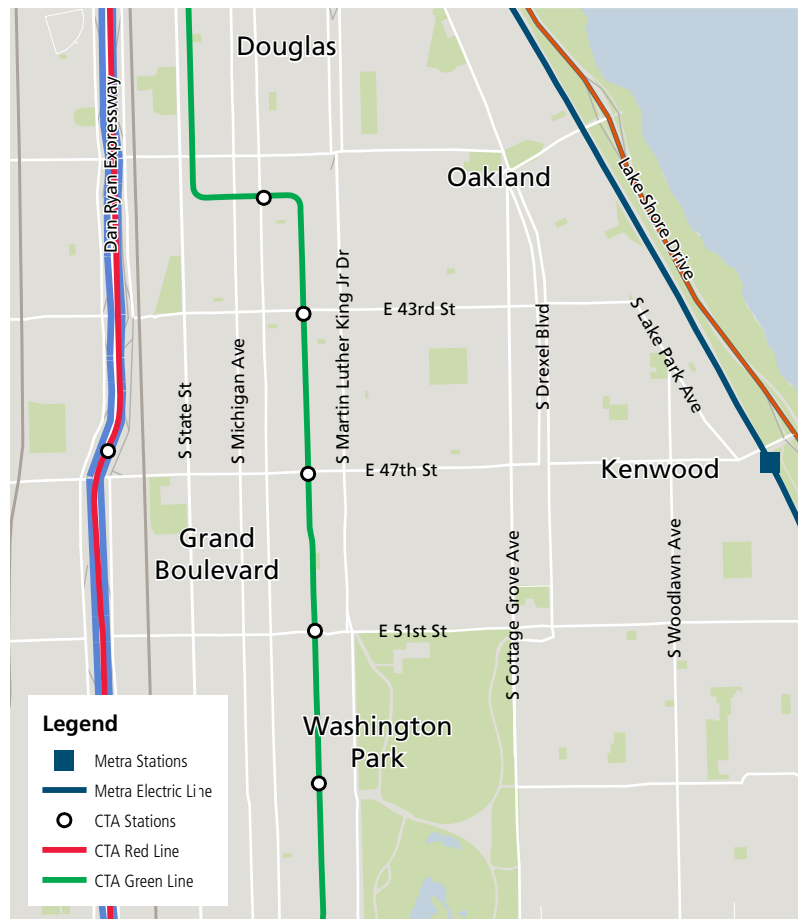 Douglas
Dan Ryan Expressway
Oakland
Lake Shore Drive
E 43rd St
S Martin Luther King Jr Dr
S Drexel Blvd
S Lake Park Ave
S State St
S Michigan Ave
E 47th St
Kenwood
Grand
Boulevard
S Cottage Grove Ave
S Woodlawn Ave
E 51st St
Washington
Park
Legend
Metra Stations
Metra Electric Line
CTA Stations
CTA Red Line
CTA Green Line